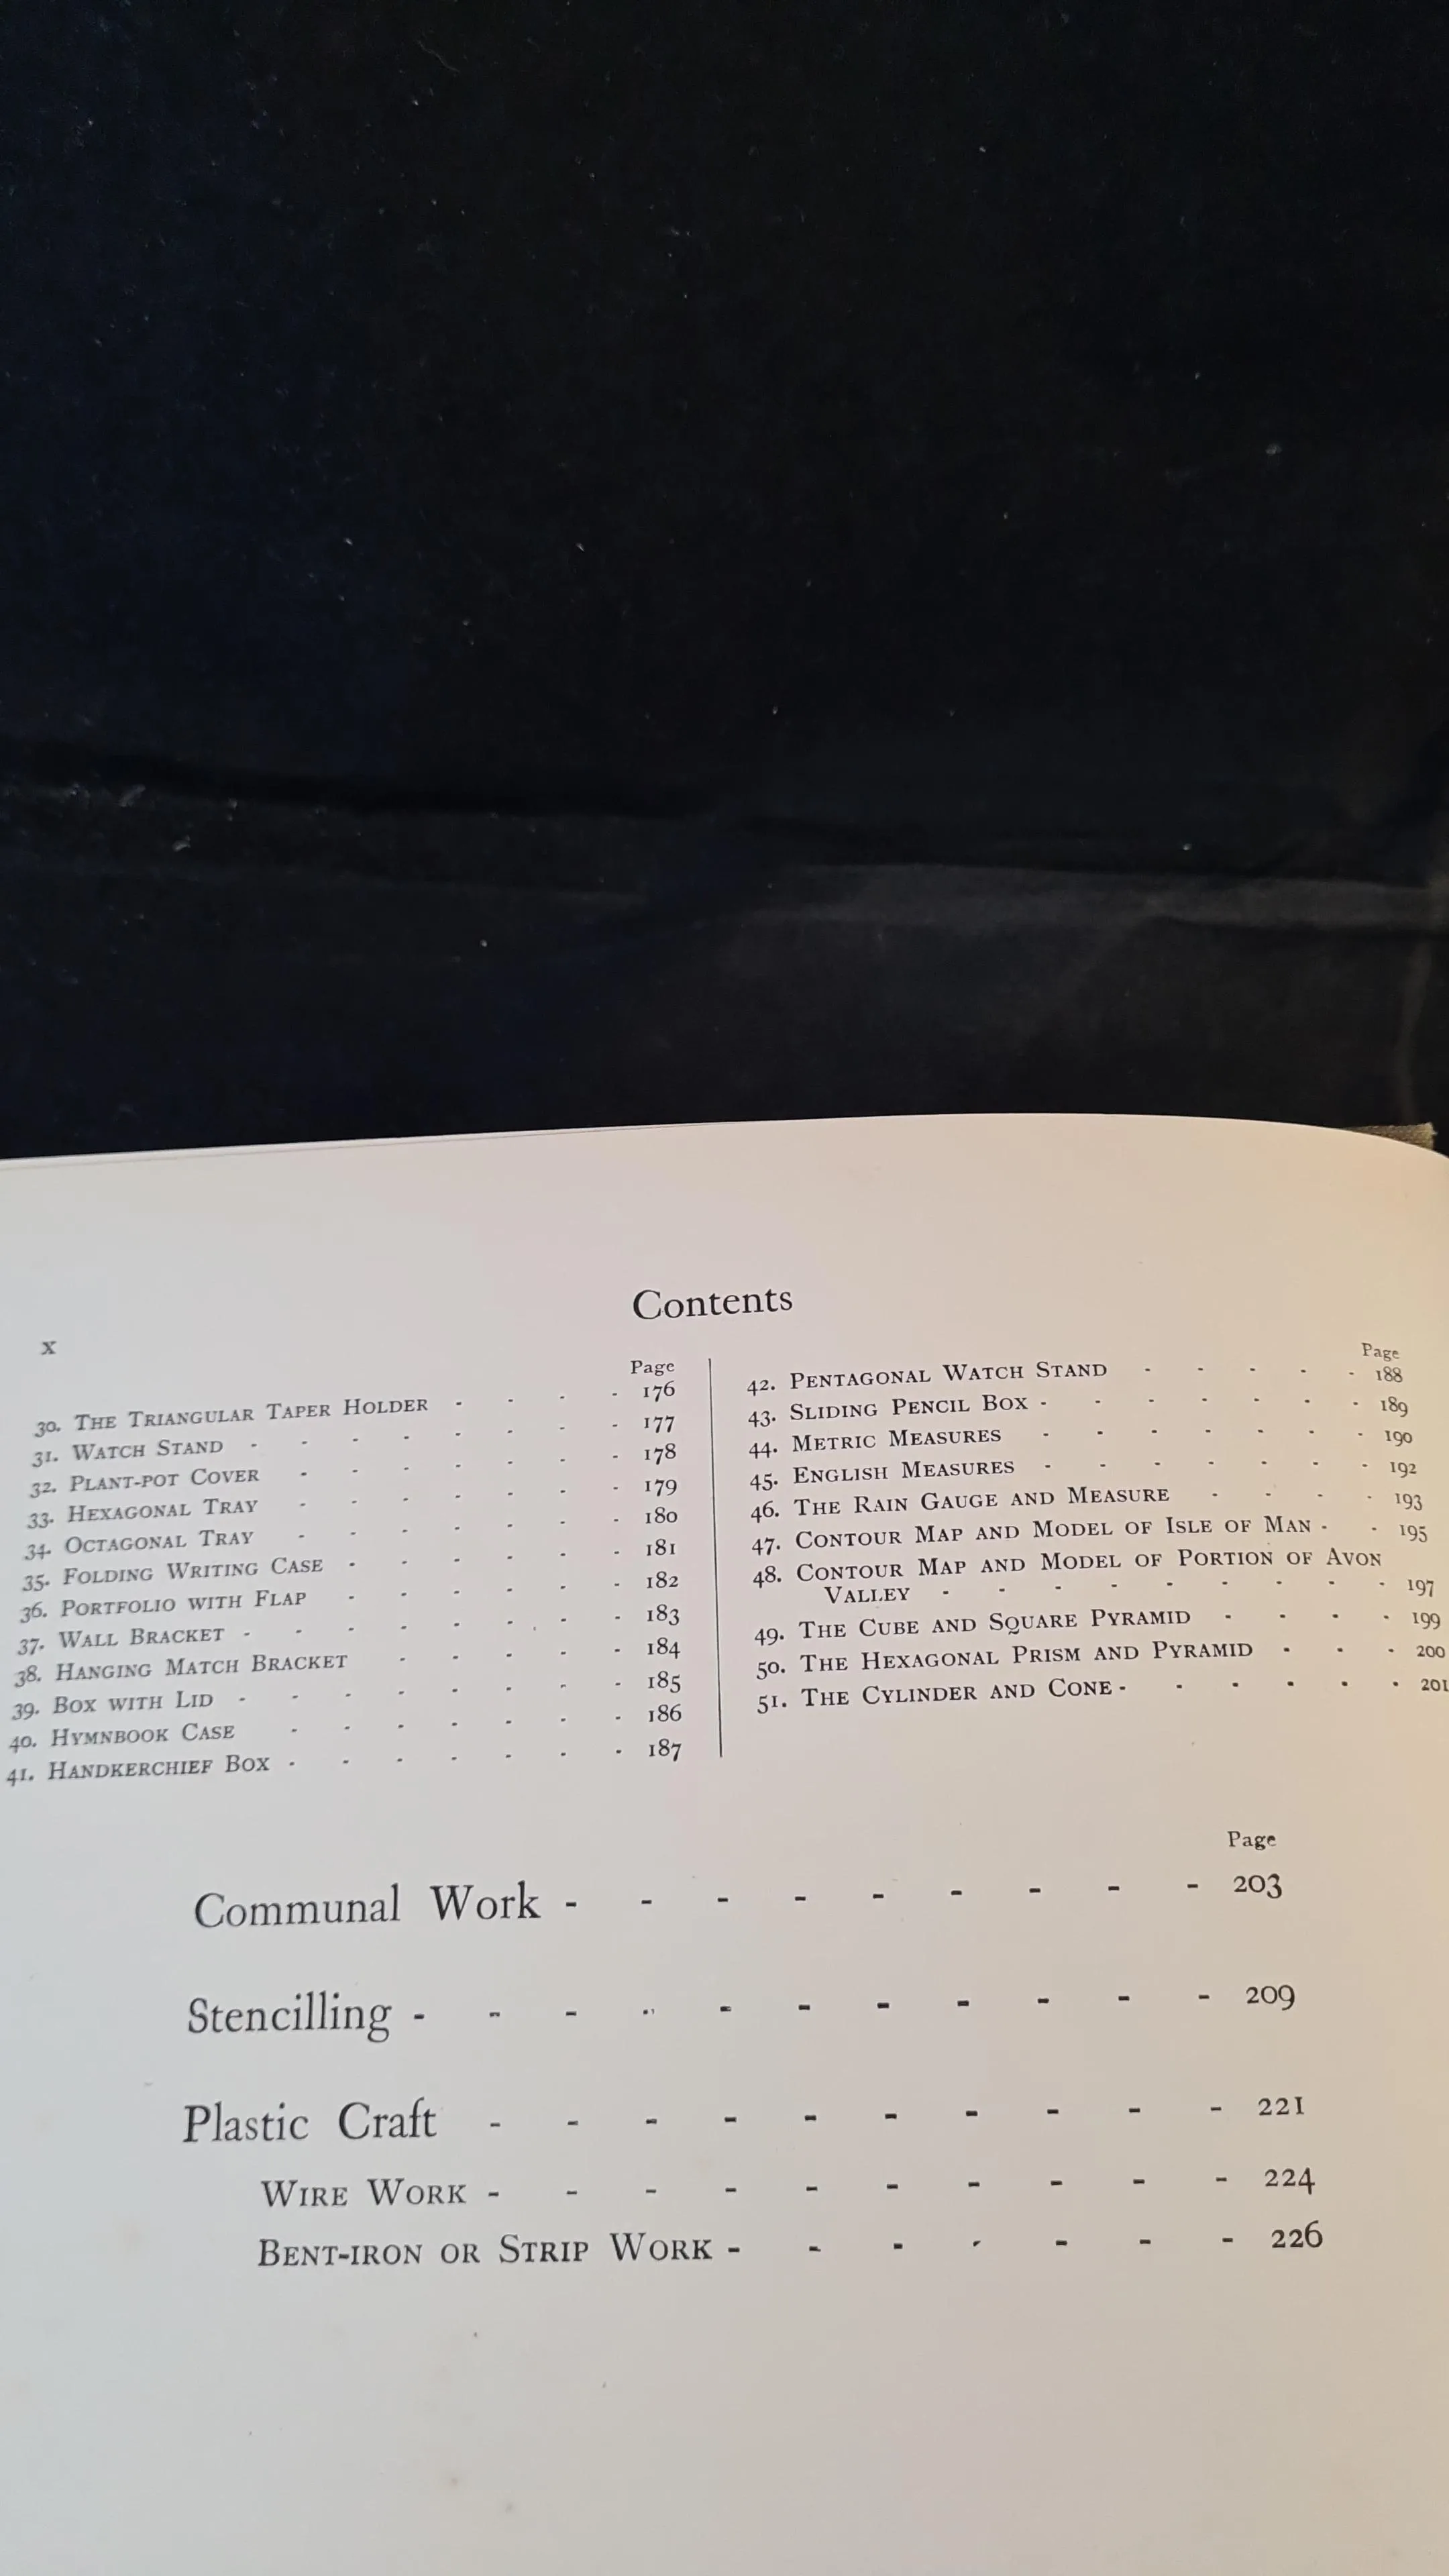 Contents
x
Page
30. THE TRIANGULAR TAPER HOLDER - - - - 176
31. WATCH STAND - - - - - - - - 177
32. PLANT-POT COVER - - - - - - - 178
33. HEXAGONAL TRAY - - - - - - - 179
34. OCTAGONAL TRAY - - - - - - - 180
35. FOLDING WRITING CASE - - - - - - 181
36. PORTFOLIO WITH FLAP - - - - - - 182
37. WALL BRACKET - - - - - - - - 183
38. HANGING MATCH BRACKET - - - - - 184
39. BOX WITH LID - - - - - - - - 185
40. HYMNBOOK CASE - - - - - - - 186
41. HANDKERCHIEF BOX - - - - - - - 187
Page
42. PENTAGONAL WATCH STAND - - - - - 188
43. SLIDING PENCIL BOX - - - - - - - 189
44. METRIC MEASURES - - - - - - - 190
45. ENGLISH MEASURES - - - - - - - 192
46. THE RAIN GAUGE AND MEASURE - - - - 193
47. CONTOUR MAP AND MODEL OF ISLE OF MAN - - 195
48. CONTOUR MAP AND MODEL OF PORTION OF AVON
VALLEY - - - - - - - - - 197
49. THE CUBE AND SQUARE PYRAMID - - - - 199
50. THE HEXAGONAL PRISM AND PYRAMID - - - 200
51. THE CYLINDER AND CONE - - - - - - 201
Page
Communal Work - - - - - - - - - 203
Stencilling - - - - - - - - - - - 209
Plastic Craft - - - - - - - - - - 221
WIRE WORK - - - - - - - - - - 224
BENT-IRON OR STRIP WORK - - - - - - - 226